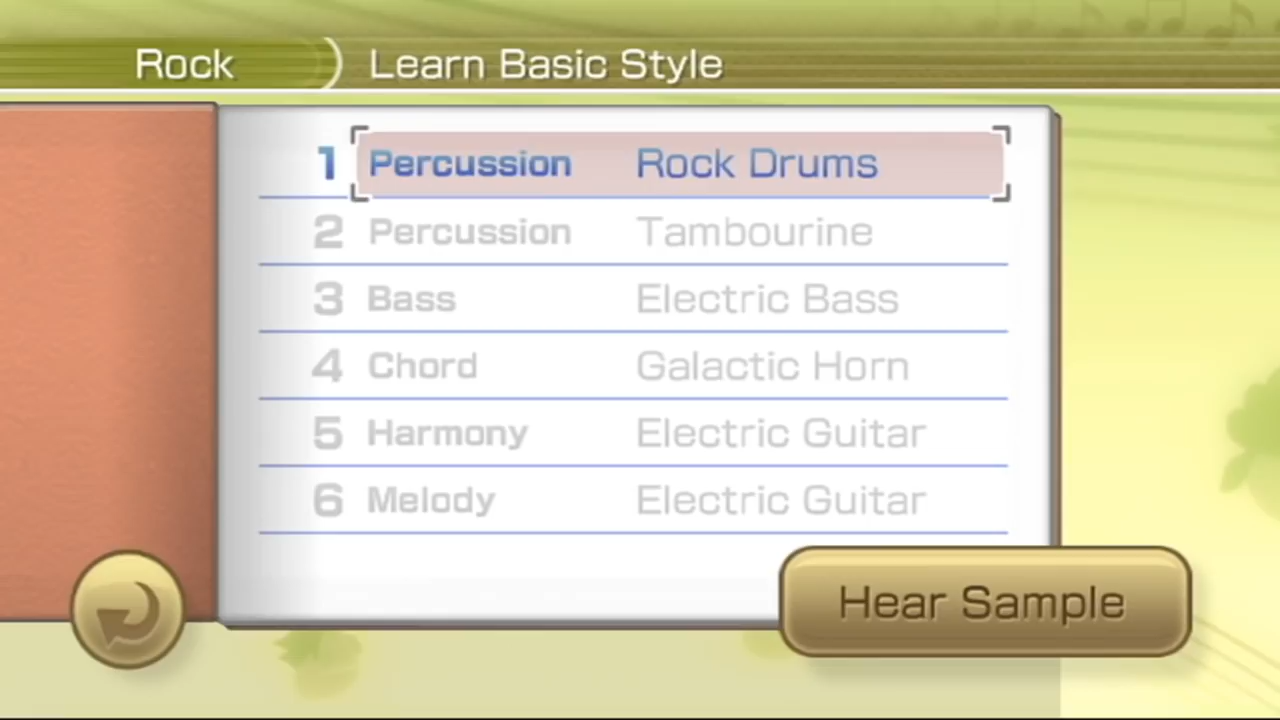 Rock Learn Basic Style
1 Percussion Rock Drums
2 Percussion Tambourine
3 Bass Electric Bass
4 Chord Galactic Horn
5 Harmony Electric Guitar
6 Melody Electric Guitar
Hear Sample